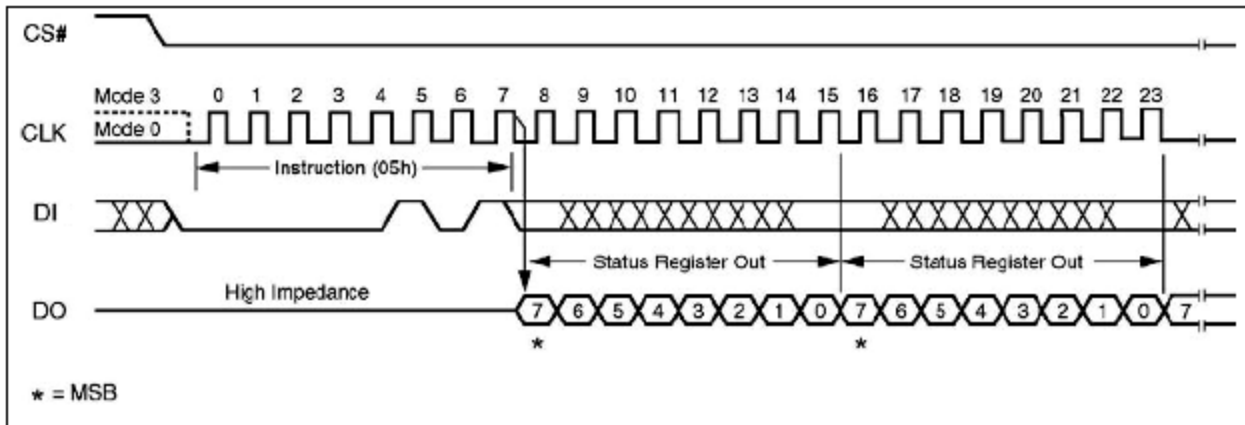 CS#
Mode 3 0 1 2 3 4 5 6 7 8 9 10 11 12 13 14 15 16 17 18 19 20 21 22 23
CLK Mode 0
Instruction (05h)
DI
Status Register Out Status Register Out
High Impedance
DO 7 6 5 4 3 2 1 0 7 6 5 4 3 2 1 0 7
* *
* = MSB